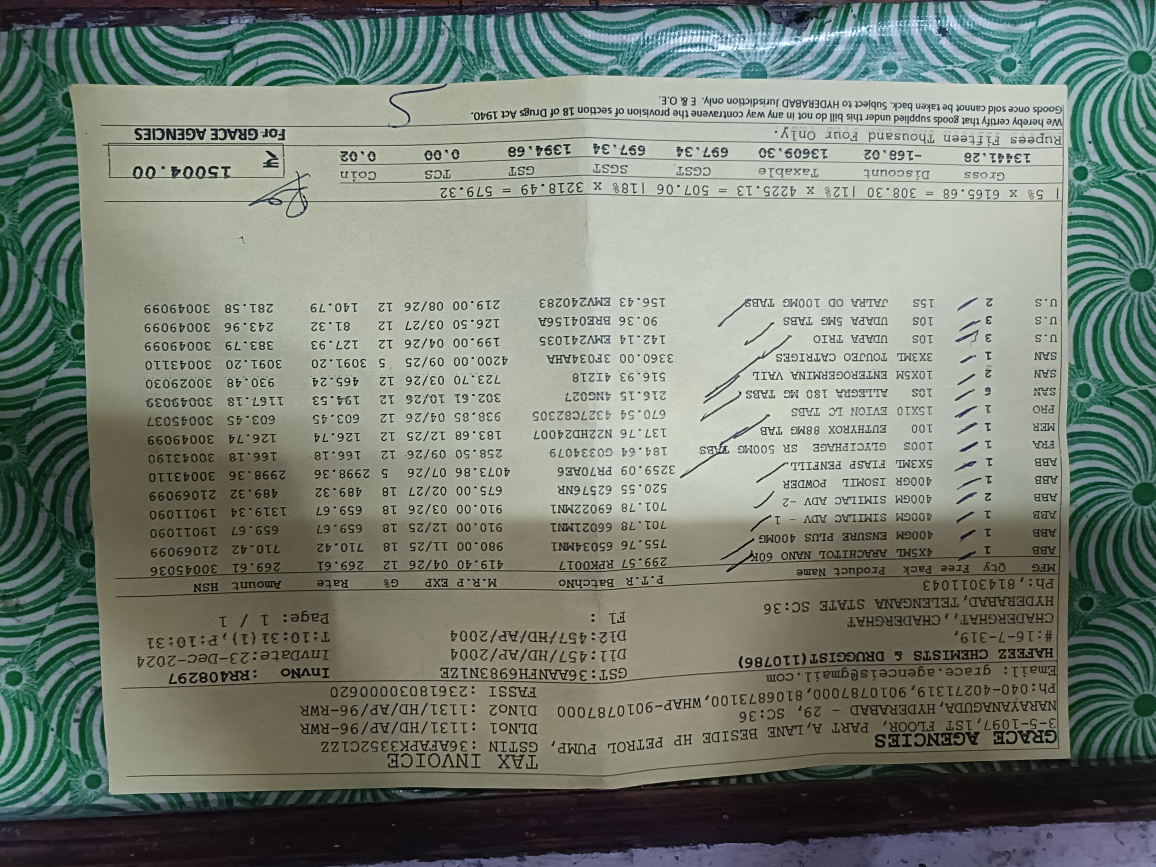 TAX INVOICE
GRACE AGENCIES
3-5-1097,1ST FLOOR, PART A,LANE BESIDE HP PETROL PUMP, GSTIN :36AFAPK3352C1ZZ
NARAYANAGUDA,HYDERABAD - 29, SC:36 DLNO1 :1131/HD/AP/96-RWR
Ph:040-40271319,9010787000,8106873100,WHAP-9010787000 DLNO2 :1131/HD/AP/96-RWR
Email: grace.agencies@gmail.com FASSI :23618030000620
HAFEEZ CHEMISTS & DRUGGIST(110786) GST:36AANFH6983N1ZE InvNo :RR408297
#:16-7-319, D11:457/HD/AP/2004 InvDate:23-Dec-2024
CHADERGHAT,,CHADERGHAT D12:457/HD/AP/2004 T:10:31(1),P:10:31
HYDERABAD,TELENGANA STATE SC:36 F1 : Page: 1 / 1
Ph:,8143011043
MFG Qty Free Pack Product Name P.T.R BatchNo M.R.P EXP G% Rate Amount HSN
ABB 1 4X5ML ARACHITOL NANO 60K 299.57 RPK0017 419.40 04/26 12 269.61 269.61 30045036
ABB 1 400GM ENSURE PLUS 400MG 755.76 65034MN1 980.00 11/25 18 710.42 710.42 21069099
ABB 1 400GM SIMILAC ADV - 1 701.78 66021MN1 910.00 12/25 18 659.67 659.67 19011090
ABB 2 400GM SIMILAC ADV -2 701.78 69022MN1 910.00 03/26 18 659.67 1319.34 19011090
ABB 1 400GR ISOMIL POWDER 520.55 62576NR 675.00 02/27 18 489.32 489.32 21069099
ABB 1 5X3ML FIASP PENFILL 3259.09 PR70AE6 4073.86 07/26 5 2998.36 2998.36 30043110
FRA 1 100S GLICIPHAGE SR 500MG TABS 184.64 G0334079 258.50 09/26 12 166.18 166.18 30043190
MER 1 100 EUTHYROX 88MG TAB 137.76 N22HD24007 183.68 12/25 12 126.74 126.74 30049099
PRO 1 15X10 EVION LC TABS 670.54 4327C82305 938.85 04/26 12 603.45 603.45 30045037
SAN 6 10S ALLEGRA 180 MG TABS 216.15 4NG027 302.61 10/26 12 194.53 1167.18 30049039
SAN 2 10X5M ENTEROGERMINA VAIL 516.93 4I218 723.70 03/26 12 465.24 930.48 30029030
SAN 1 3X3ML TOUJEO CATRIGES 3360.00 3F034AHA 4200.00 09/25 5 3091.20 3091.20 30043110
U.S 3 10S UDAPA TRIO 142.14 EMV241035 199.00 04/26 12 127.93 383.79 30049099
U.S 3 10S UDAPA 5MG TABS 90.36 BRE04156A 126.50 03/27 12 81.32 243.96 30049099
U.S 2 15S JALRA OD 100MG TABS 156.43 EMV240283 219.00 08/26 12 140.79 281.58 30049099
| 5% x 6165.68 = 308.30 |12% x 4225.13 = 507.06 |18% x 3218.49 = 579.32
Gross Discount Taxable CGST SGST GST TCS Coin
13441.28 -168.02 13609.30 697.34 697.34 1394.68 0.00 0.02 ₹ 15004.00
Rupees Fifteen Thousand Four Only. For GRACE AGENCIES
We hereby certify that goods supplied under this bill do not in any way contravene the provision of section 18 of Drugs Act 1940.
Goods once sold cannot be taken back. Subject to HYDERABAD Jurisdiction only. E & O.E.